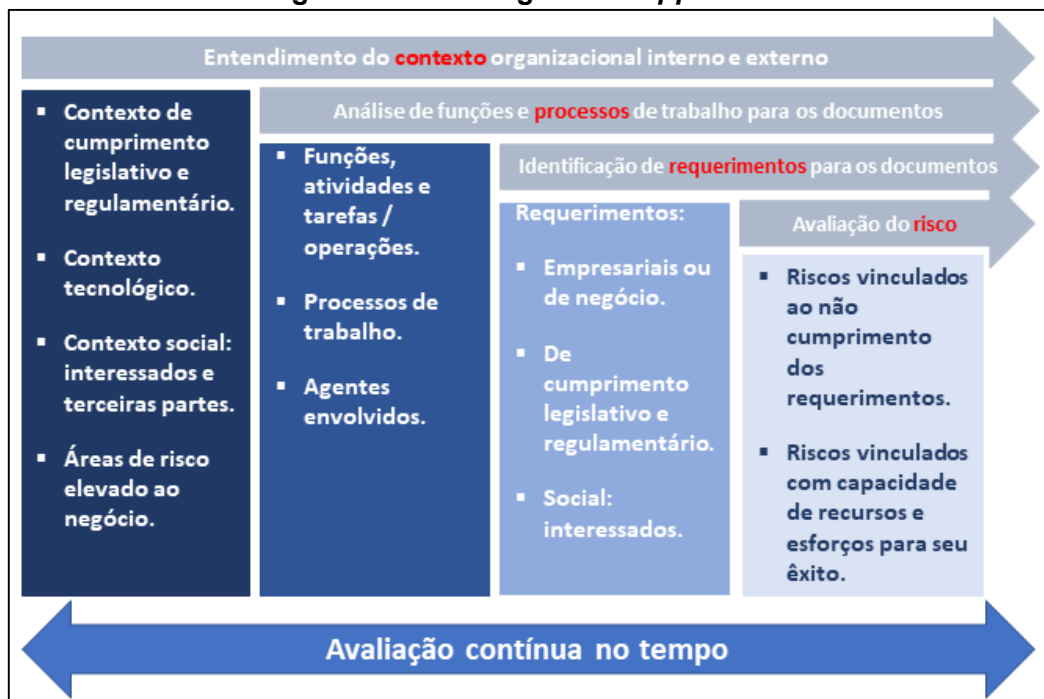 Entendimento do contexto organizacional interno e externo
Análise de funções e processos de trabalho para os documentos
Identificação de requerimentos para os documentos
Avaliação do risco
▪ Contexto de
cumprimento
legislativo e
regulamentário.
▪ Contexto
tecnológico.
▪ Contexto social:
interessados e
terceiras partes.
▪ Áreas de risco
elevado ao
negócio.
▪ Funções,
atividades e
tarefas /
operações.
▪ Processos de
trabalho.
▪ Agentes
envolvidos.
Requerimentos:
▪ Empresariais ou
de negócio.
▪ De
cumprimento
legislativo e
regulamentário.
▪ Social:
interessados.
▪ Riscos vinculados
ao não
cumprimento
dos
requerimentos.
▪ Riscos vinculados
com capacidade
de recursos e
esforços para seu
êxito.
Avaliação contínua no tempo